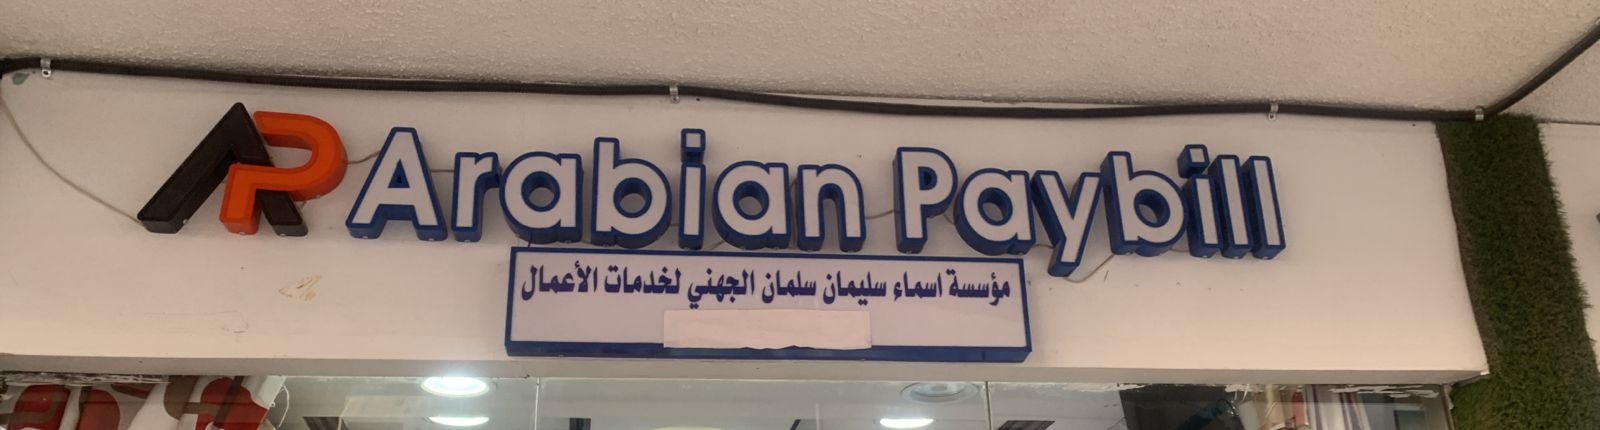 AP Arabian Paybill
مؤسسة اسماء سليمان سلمان الجهني لخدمات الأعمال